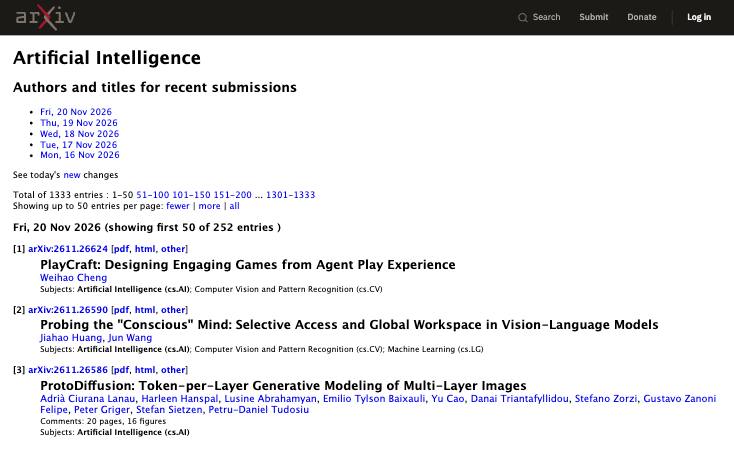 arXiv
Search Submit Donate Log in
Artificial Intelligence
Authors and titles for recent submissions
• Fri, 20 Nov 2026
• Thu, 19 Nov 2026
• Wed, 18 Nov 2026
• Tue, 17 Nov 2026
• Mon, 16 Nov 2026
See today's new changes
Total of 1333 entries : 1-50 51-100 101-150 151-200 ... 1301-1333
Showing up to 50 entries per page: fewer | more | all
Fri, 20 Nov 2026 (showing first 50 of 252 entries )
[1] arXiv:2611.26624 [pdf, html, other]
PlayCraft: Designing Engaging Games from Agent Play Experience
Weihao Cheng
Subjects: Artificial Intelligence (cs.AI); Computer Vision and Pattern Recognition (cs.CV)
[2] arXiv:2611.26590 [pdf, html, other]
Probing the "Conscious" Mind: Selective Access and Global Workspace in Vision-Language Models
Jiahao Huang, Jun Wang
Subjects: Artificial Intelligence (cs.AI); Computer Vision and Pattern Recognition (cs.CV); Machine Learning (cs.LG)
[3] arXiv:2611.26586 [pdf, html, other]
ProtoDiffusion: Token-per-Layer Generative Modeling of Multi-Layer Images
Adrià Ciurana Lanau, Harleen Hanspal, Lusine Abrahamyan, Emilio Tylson Baixauli, Yu Cao, Danai Triantafyllidou, Stefano Zorzi, Gustavo Zanoni
Felipe, Peter Griger, Stefan Sietzen, Petru-Daniel Tudosiu
Comments: 20 pages, 16 figures
Subjects: Artificial Intelligence (cs.AI)